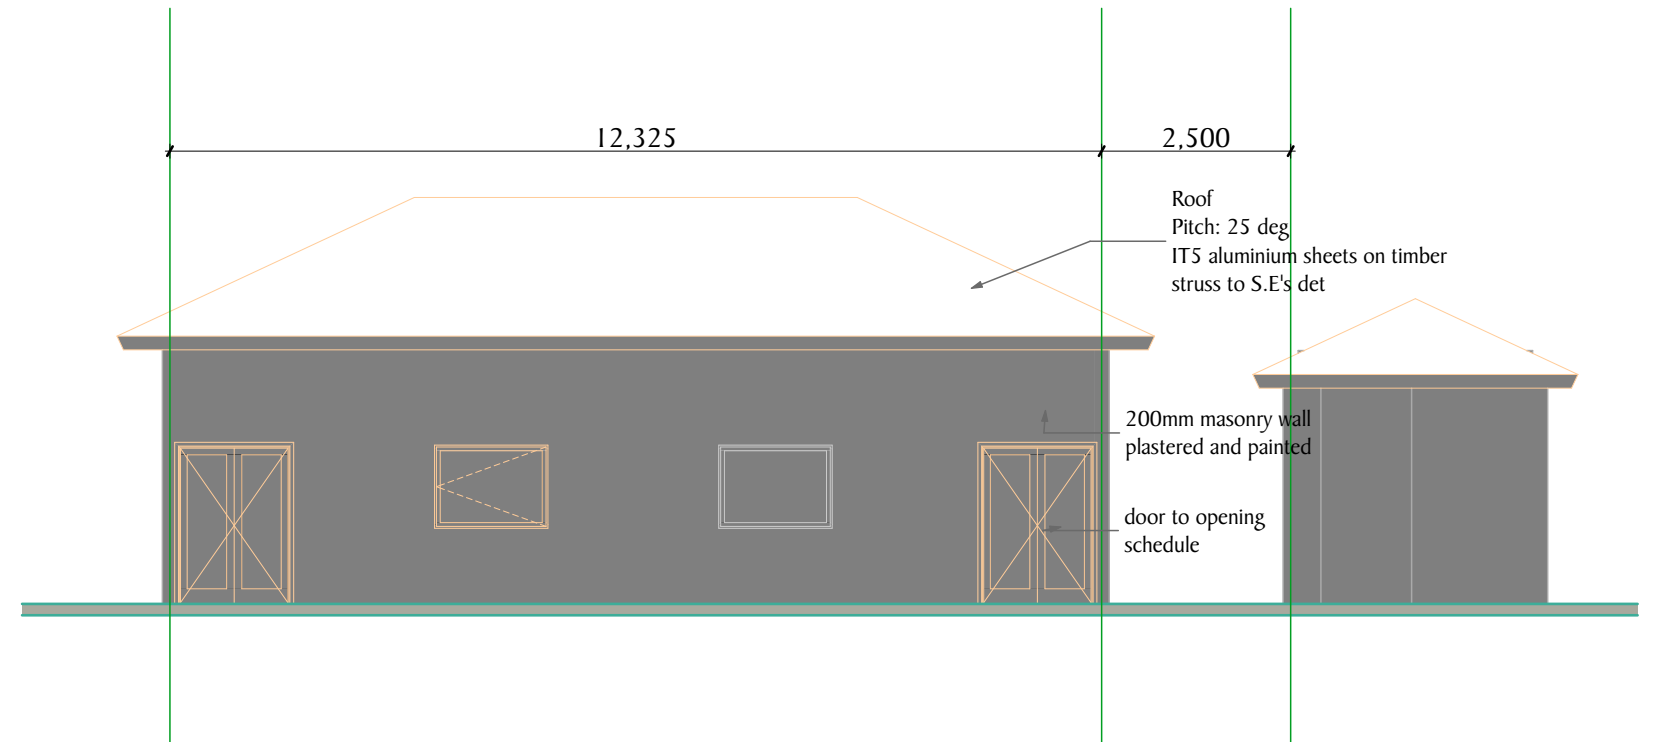 12,325
2,500
Roof
Pitch: 25 deg
IT5 aluminium sheets on timber
struss to S.E's det
200mm masonry wall
plastered and painted
door to opening
schedule